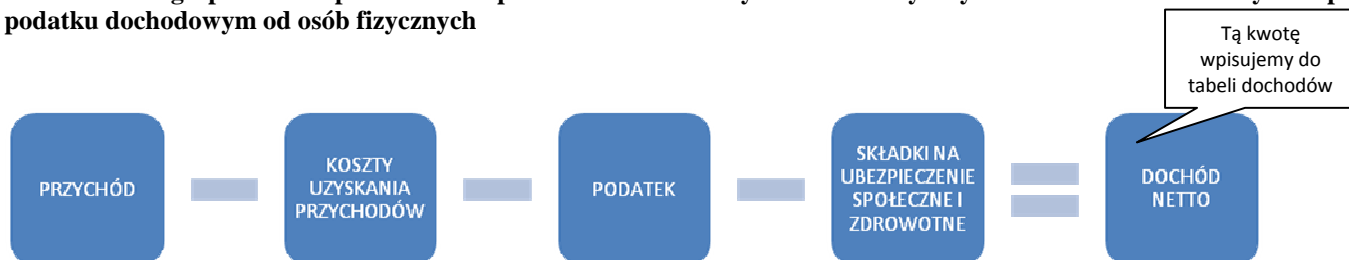 podatku dochodowym od osób fizycznych
Tą kwotę
wpisujemy do
tabeli dochodów
PRZYCHÓD
KOSZTY
UZYSKANIA
PRZYCHODÓW
PODATEK
SKŁADKI NA
UBEZPIECZENIE
SPOŁECZNE I
ZDROWOTNE
DOCHÓD
NETTO